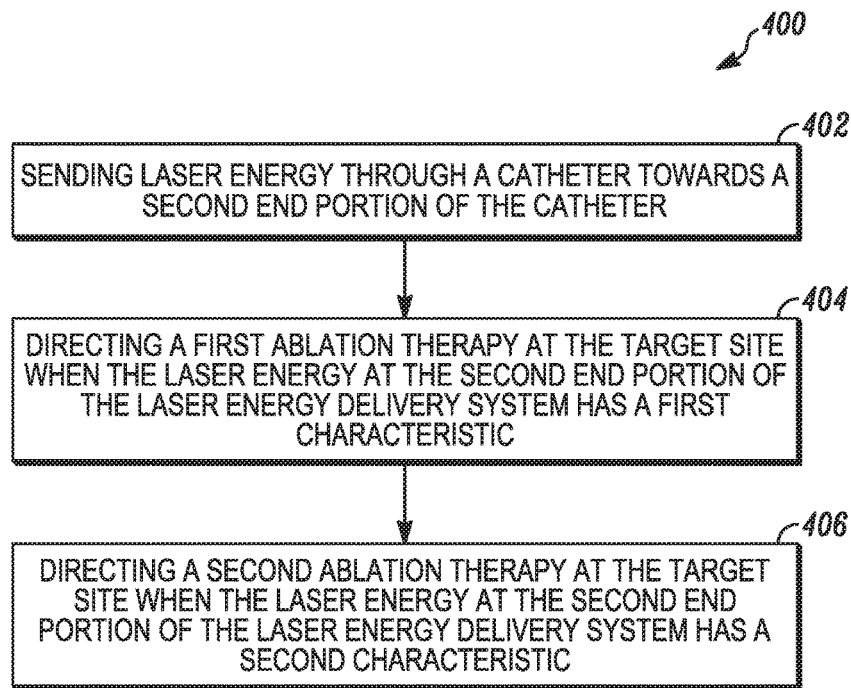 400
402
SENDING LASER ENERGY THROUGH A CATHETER TOWARDS A
SECOND END PORTION OF THE CATHETER
404
DIRECTING A FIRST ABLATION THERAPY AT THE TARGET SITE
WHEN THE LASER ENERGY AT THE SECOND END PORTION OF
THE LASER ENERGY DELIVERY SYSTEM HAS A FIRST
CHARACTERISTIC
406
DIRECTING A SECOND ABLATION THERAPY AT THE TARGET
SITE WHEN THE LASER ENERGY AT THE SECOND END
PORTION OF THE LASER ENERGY DELIVERY SYSTEM HAS A
SECOND CHARACTERISTIC